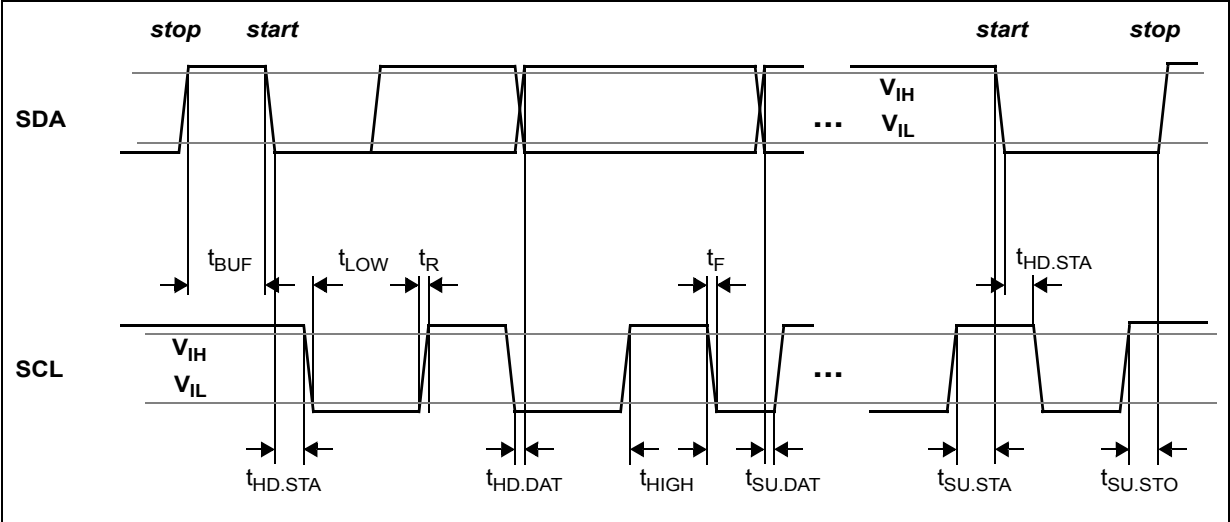 stop start start stop
SDA
V_IH
... V_IL
t_BUF t_LOW t_R t_F t_HD.STA
V_IH
SCL ...
V_IL
t_HD.STA t_HD.DAT t_HIGH t_SU.DAT t_SU.STA t_SU.STO